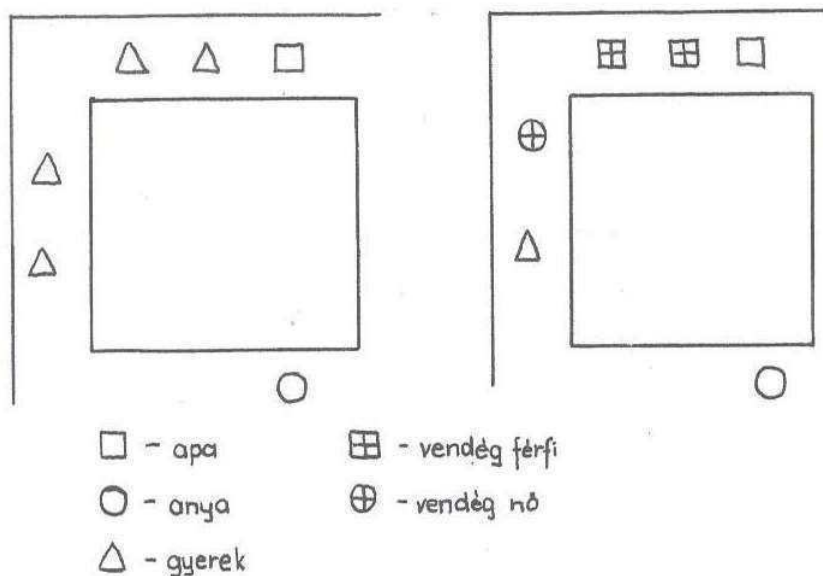 - apa
- vendég férfi
- anya
- vendég nő
- gyerek